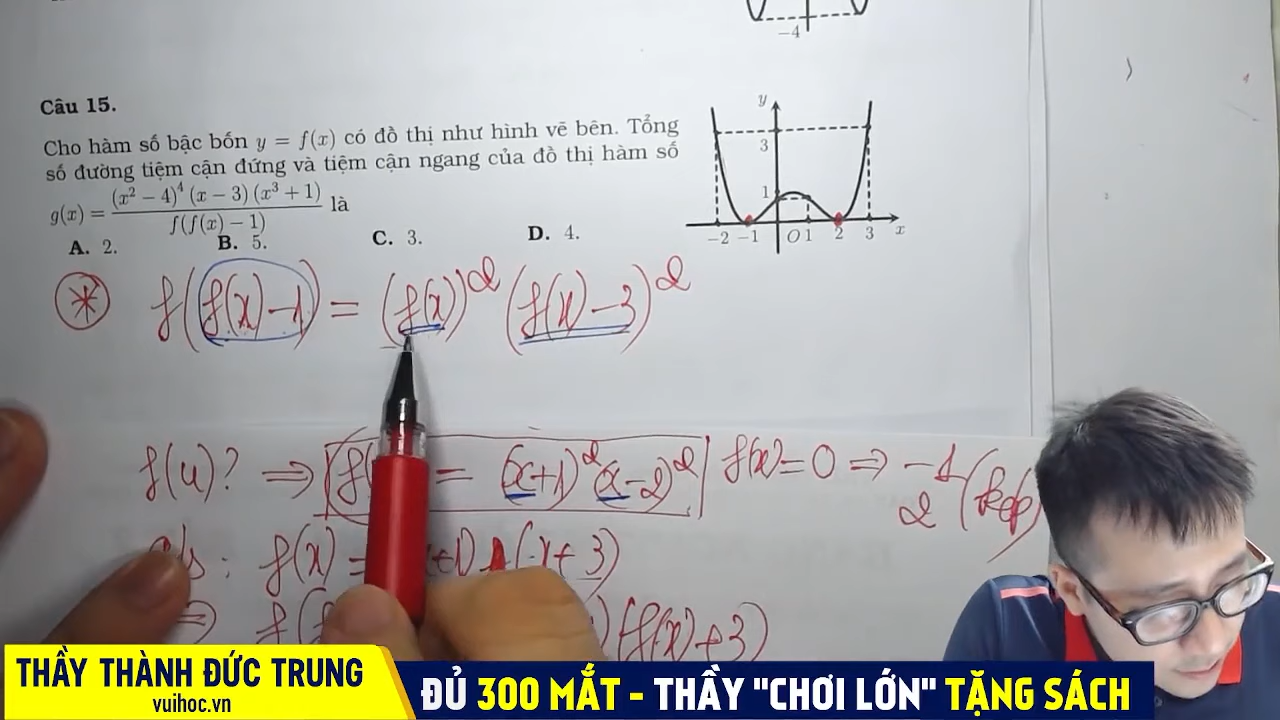 −4
Câu 15.
Cho hàm số bậc bốn y = f(x) có đồ thị như hình vẽ bên. Tổng
số đường tiệm cận đứng và tiệm cận ngang của đồ thị hàm số
g(x) = (x² − 4)⁴ (x − 3) (x³ + 1) / f(f(x) − 1) là
A. 2. B. 5. C. 3. D. 4.
y
3
1
−2 −1 O 1 2 3 x
* f(f(x) − 1) = (f(x))² (f(x) − 3)²
f(u)? ⇒ = (x+1)² (x−2)² f(x) = 0 ⇒ −1
2 (kép)
f(x) = (x+3)
(f(x)+3)
THẦY THÀNH ĐỨC TRUNG
vuihoc.vn
ĐỦ 300 MẮT - THẦY "CHƠI LỚN" TẶNG SÁCH